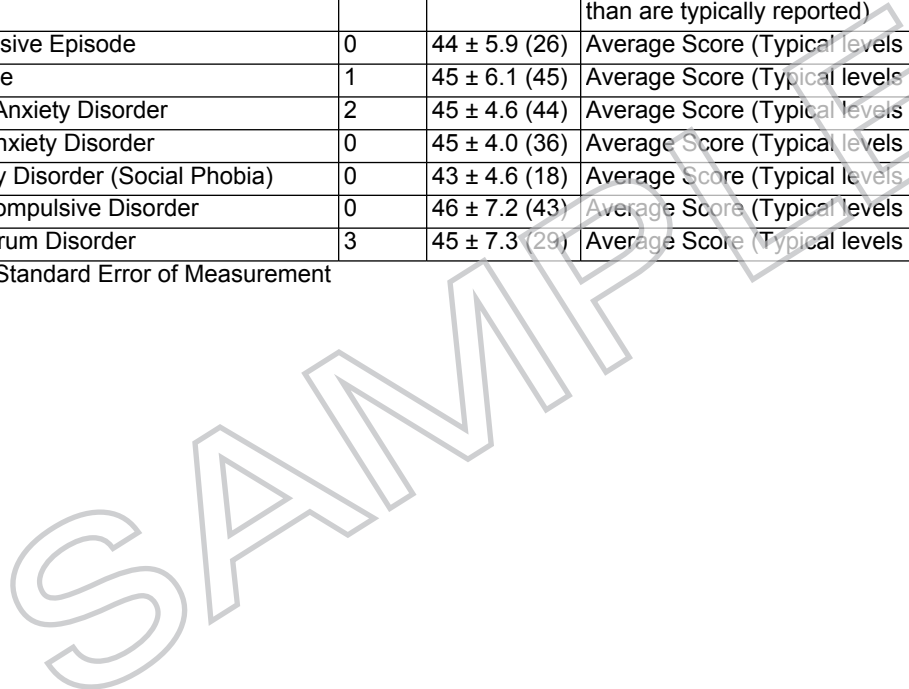 than are typically reported)
sive Episode 0 44 ± 5.9 (26) Average Score (Typical levels
e 1 45 ± 6.1 (45) Average Score (Typical levels
Anxiety Disorder 2 45 ± 4.6 (44) Average Score (Typical levels
nxiety Disorder 0 45 ± 4.0 (36) Average Score (Typical levels
y Disorder (Social Phobia) 0 43 ± 4.6 (18) Average Score (Typical levels
ompulsive Disorder 0 46 ± 7.2 (43) Average Score (Typical levels
rum Disorder 3 45 ± 7.3 (29) Average Score (Typical levels
Standard Error of Measurement
SAMPLE